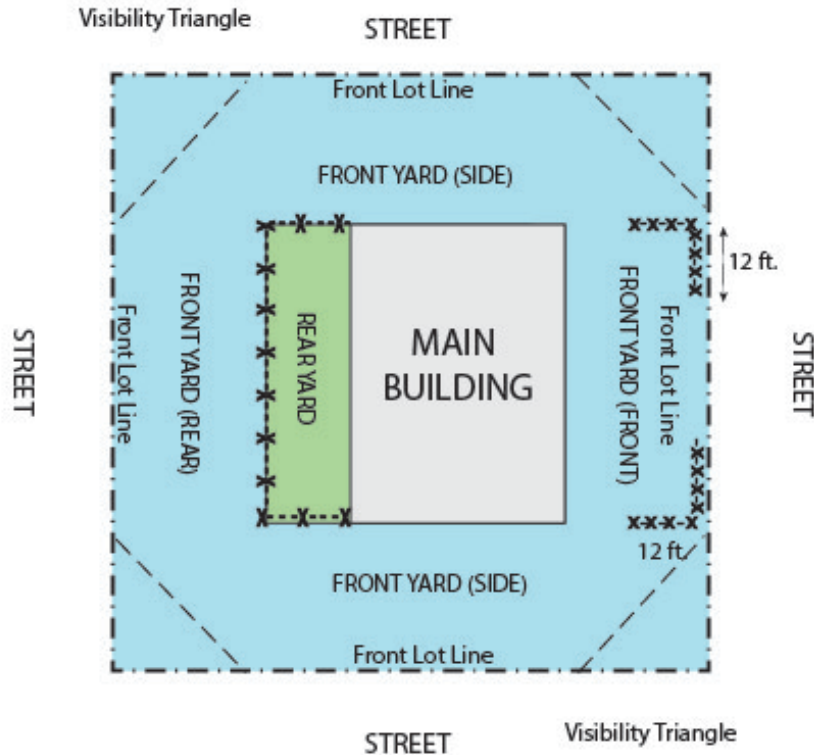 Visibility Triangle
STREET
Front Lot Line
FRONT YARD (SIDE)
12 ft.
STREET
Front Lot Line
FRONT YARD (REAR)
REAR YARD
MAIN
BUILDING
FRONT YARD (FRONT)
Front Lot Line
STREET
12 ft.
FRONT YARD (SIDE)
Front Lot Line
STREET
Visibility Triangle